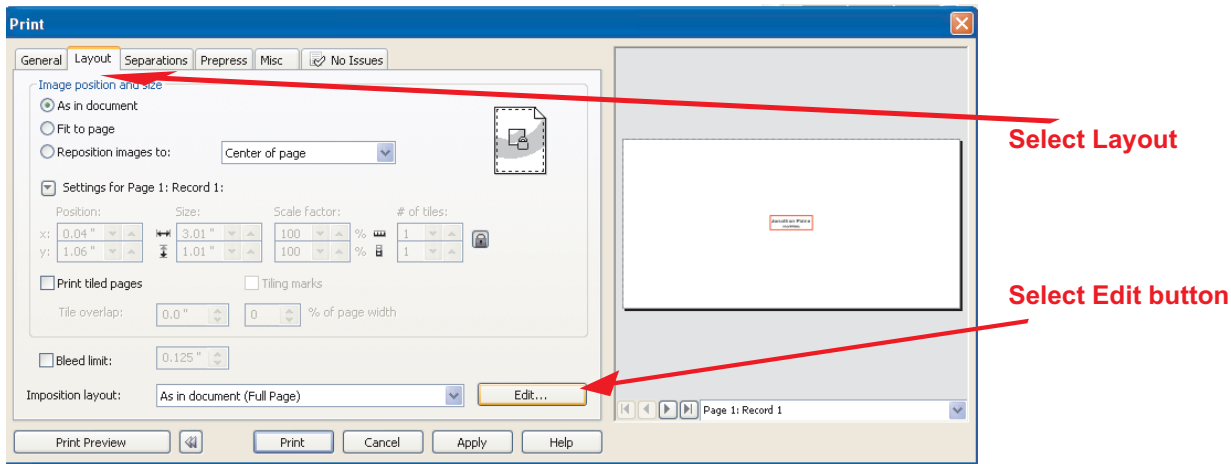 Print
General Layout Separations Prepress Misc No Issues
Image position and size
As in document
Fit to page
Reposition images to: Center of page
Settings for Page 1: Record 1:
Position: Size: Scale factor: # of tiles:
x: 0.04 " 3.01 " 100 % 1
y: 1.06 " 1.01 " 100 % 1
Print tiled pages Tiling marks
Tile overlap: 0.0 " 0 % of page width
Bleed limit: 0.125 "
Imposition layout: As in document (Full Page) Edit...
Print Preview Print Cancel Apply Help
Page 1: Record 1
Select Layout
Select Edit button